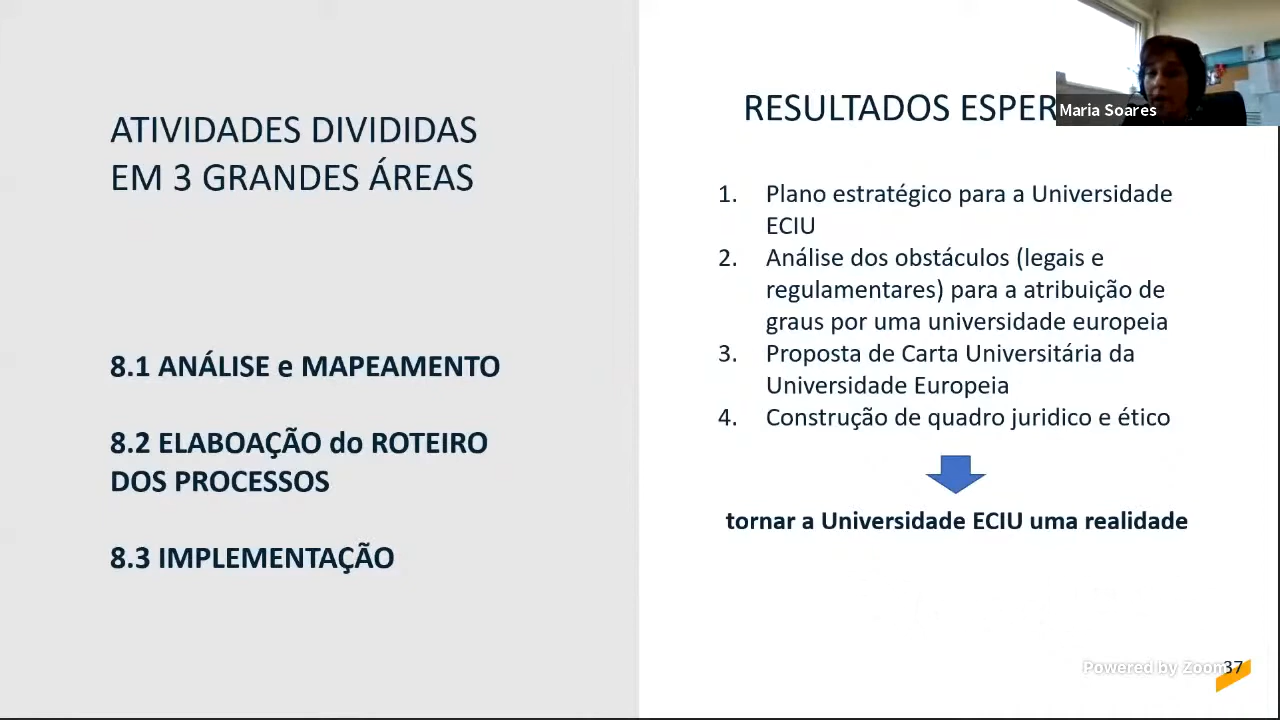 ATIVIDADES DIVIDIDAS
EM 3 GRANDES ÁREAS
8.1 ANÁLISE e MAPEAMENTO
8.2 ELABOAÇÃO do ROTEIRO
DOS PROCESSOS
8.3 IMPLEMENTAÇÃO
RESULTADOS ESPER
Maria Soares
1. Plano estratégico para a Universidade
ECIU
2. Análise dos obstáculos (legais e
regulamentares) para a atribuição de
graus por uma universidade europeia
3. Proposta de Carta Universitária da
Universidade Europeia
4. Construção de quadro juridico e ético
tornar a Universidade ECIU uma realidade
Powered by Zoom
37